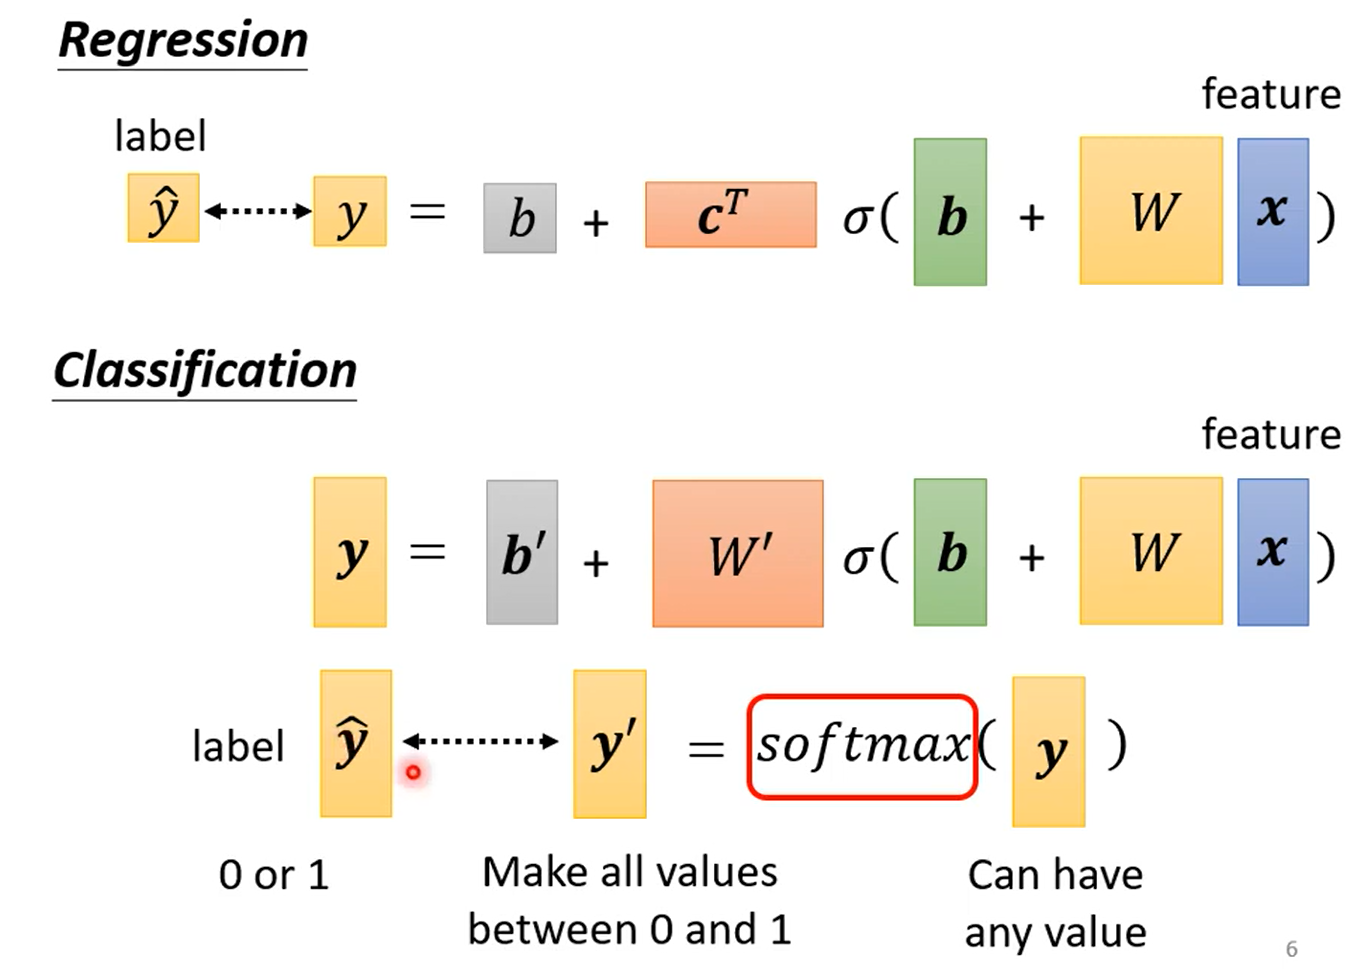 Regression
feature
label
ŷ y = b + cᵀ σ( b + W x )
Classification
feature
y = b′ + W′ σ( b + W x )
label ŷ y′ = softmax( y )
0 or 1 Make all values Can have
between 0 and 1 any value
6